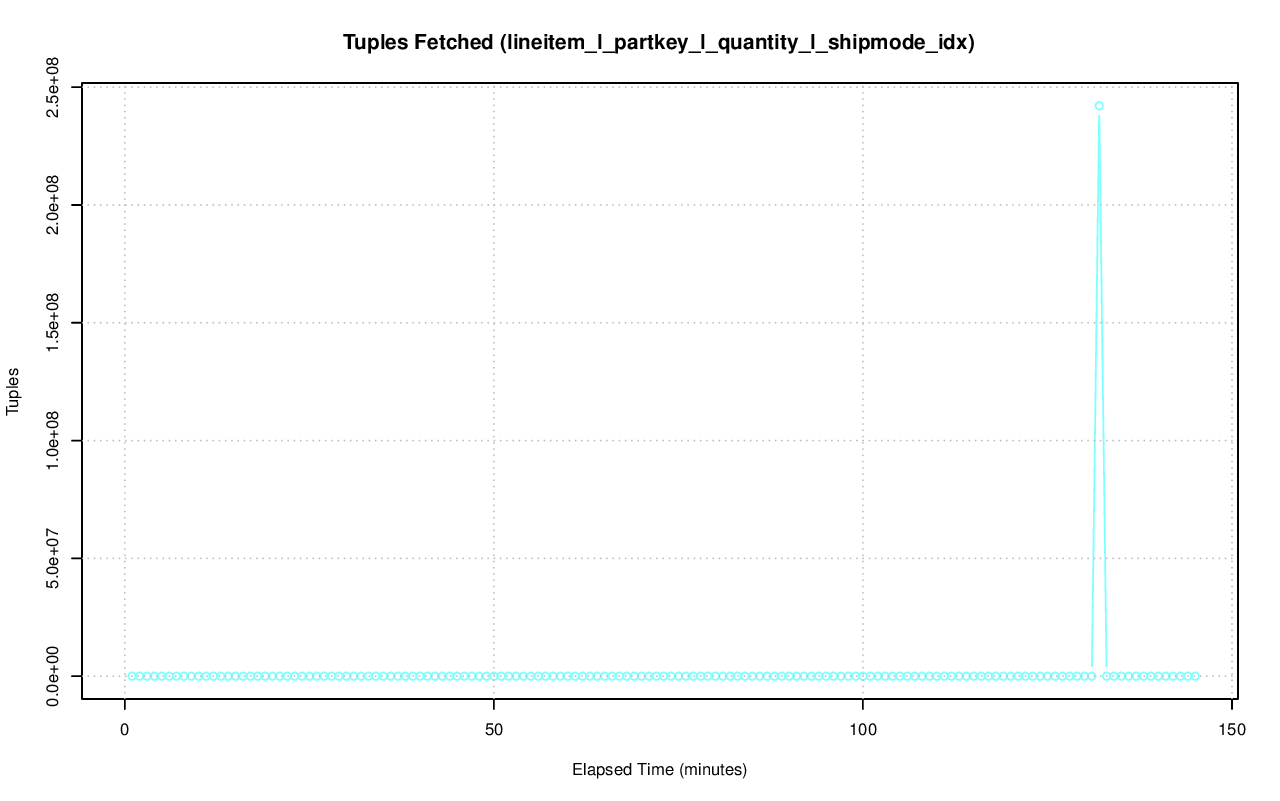 Tuples Fetched (lineitem_l_partkey_l_quantity_l_shipmode_idx)
2.5e+08
2.0e+08
1.5e+08
1.0e+08
5.0e+07
0.0e+00
Tuples
0 50 100 150
Elapsed Time (minutes)